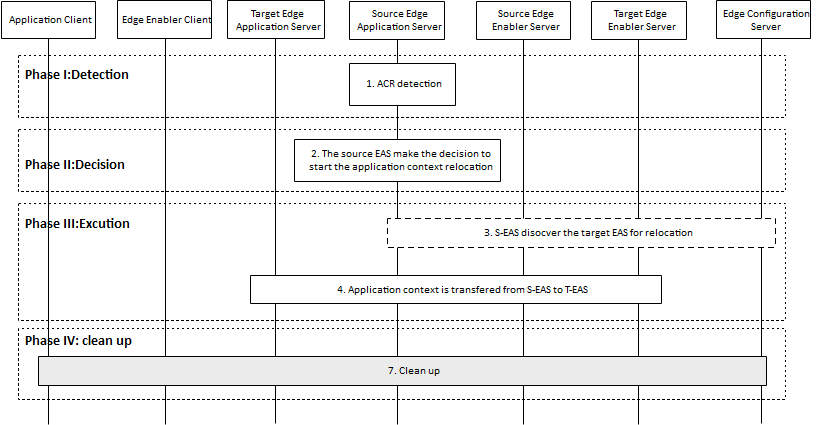 Application Client
Edge Enabler Client
Target Edge
Application Server
Source Edge
Application Server
Source Edge
Enabler Server
Target Edge
Enabler Server
Edge Configuration
Server
Phase I:Detection
1. ACR detection
Phase II:Decision
2. The source EAS make the decision to
start the application context relocation
Phase III:Excution
3. S-EAS disocver the target EAS for relocation
4. Application context is transfered from S-EAS to T-EAS
Phase IV: clean up
7. Clean up